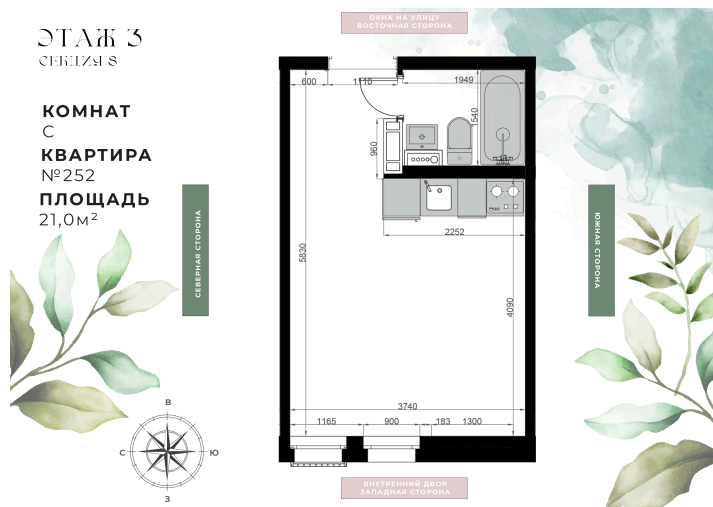 ОКНА НА УЛИЦУ
ВОСТОЧНАЯ СТОРОНА
ЭТАЖ 3
СЕКЦИЯ 8
КОМНАТ
С
КВАРТИРА
№252
ПЛОЩАДЬ
21,0м²
600
1110
1949
1540
960
2252
5830
4090
3740
1165
900
183
1300
СЕВЕРНАЯ СТОРОНА
ЮЖНАЯ СТОРОНА
В
С
Ю
З
ВНУТРЕННИЙ ДВОР
ЗАПАДНАЯ СТОРОНА